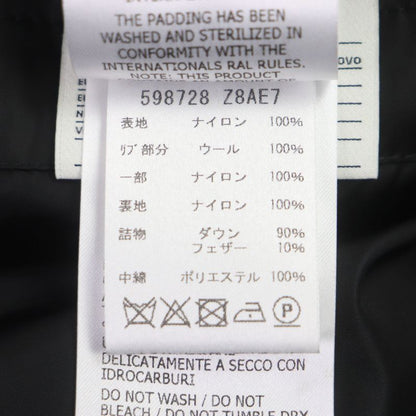 THE PADDING HAS BEEN
WASHED AND STERILIZED IN
CONFORMITY WITH THE
INTERNATIONALS RAL RULES.
NOTE: THIS PRODUCT
OVO
598728 Z8AE7
表地 ナイロン 100%
ﾘﾌﾞ部分 ウール 100%
一部 ナイロン 100%
裏地 ナイロン 100%
詰物 ダウン 90%
フェザー 10%
中綿 ポリエステル 100%
DELICATAMENTE A SECCO CON
IDROCARBURI
DO NOT WASH / DO NOT
BLEACH / DO NOT TUMBLE DRY